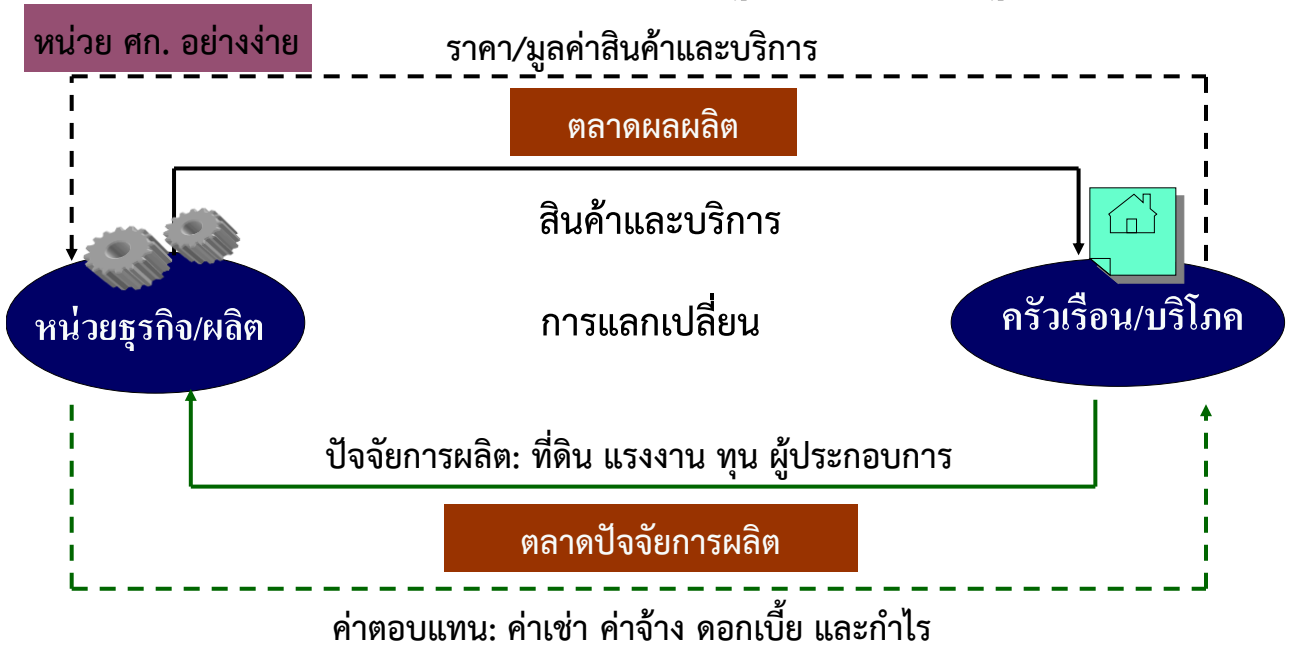 หน่วย ศก. อย่างง่าย
ราคา/มูลค่าสินค้าและบริการ
ตลาดผลผลิต
สินค้าและบริการ
หน่วยธุรกิจ/ผลิต
การแลกเปลี่ยน
ครัวเรือน/บริโภค
ปัจจัยการผลิต: ที่ดิน แรงงาน ทุน ผู้ประกอบการ
ตลาดปัจจัยการผลิต
ค่าตอบแทน: ค่าเช่า ค่าจ้าง ดอกเบี้ย และกำไร